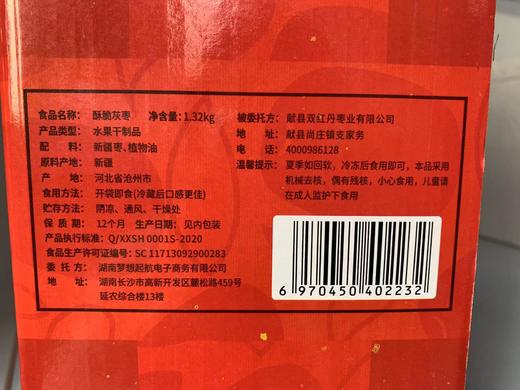 食品名称：酥脆灰枣　净含量：1.32kg
产品类型：水果干制品
配　　料：新疆枣、植物油
原料产地：新疆
产　　地：河北省沧州市
食用方法：开袋即食(冷藏后口感更佳)
贮存方法：阴凉、通风、干燥处
保 质 期：12个月　生产日期：见内包装
产品执行标准：Q/XXSH 0001S-2020
食品生产许可证编号：SC 11713092900283
委 托 方：湖南梦想起航电子商务有限公司
地　　址：湖南长沙市高新开发区麓松路459号
延农综合楼13楼
被委托方：献县双红丹枣业有限公司
地　　址：献县尚庄镇支家务
电　　话：4000986128
温馨提示：夏季如回软，冷冻后食用即可，本品采用
机械去核，偶有残核，小心食用，儿童请
在成人监护下食用
6 970450 402232